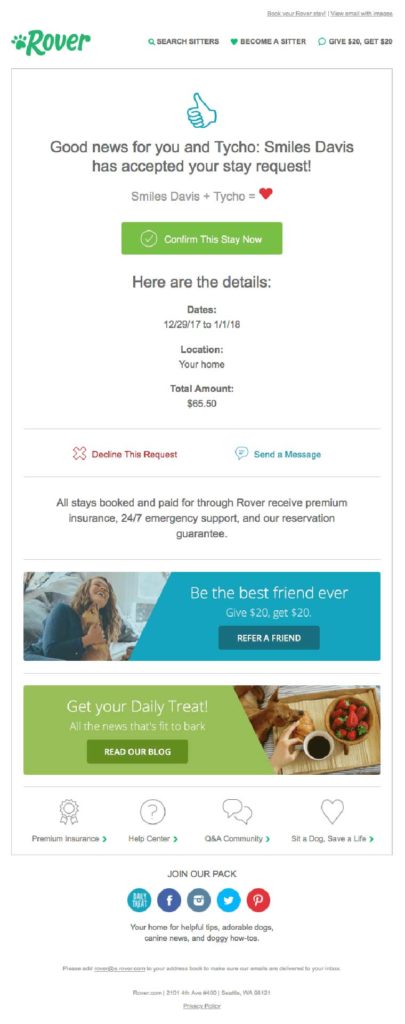 Book your Rover stay! | View email with images
Rover
SEARCH SITTERS
BECOME A SITTER
GIVE $20, GET $20
Good news for you and Tycho: Smiles Davis
has accepted your stay request!
Smiles Davis + Tycho =
Confirm This Stay Now
Here are the details:
Dates:
12/29/17 to 1/1/18
Location:
Your home
Total Amount:
$65.50
Decline This Request
Send a Message
All stays booked and paid for through Rover receive premium
insurance, 24/7 emergency support, and our reservation
guarantee.
Be the best friend ever
Give $20, get $20.
REFER A FRIEND
Get your Daily Treat!
All the news that's fit to bark
READ OUR BLOG
Premium Insurance
Help Center
Q&A Community
Sit a Dog, Save a Life
JOIN OUR PACK
DAILY
TREAT
Your home for helpful tips, adorable dogs,
canine news, and doggy how-tos.
Please add rover@e.rover.com to your address book to make sure our emails are delivered to your inbox.
Rover.com | 2101 4th Ave #400 | Seattle, WA 98121
Privacy Policy